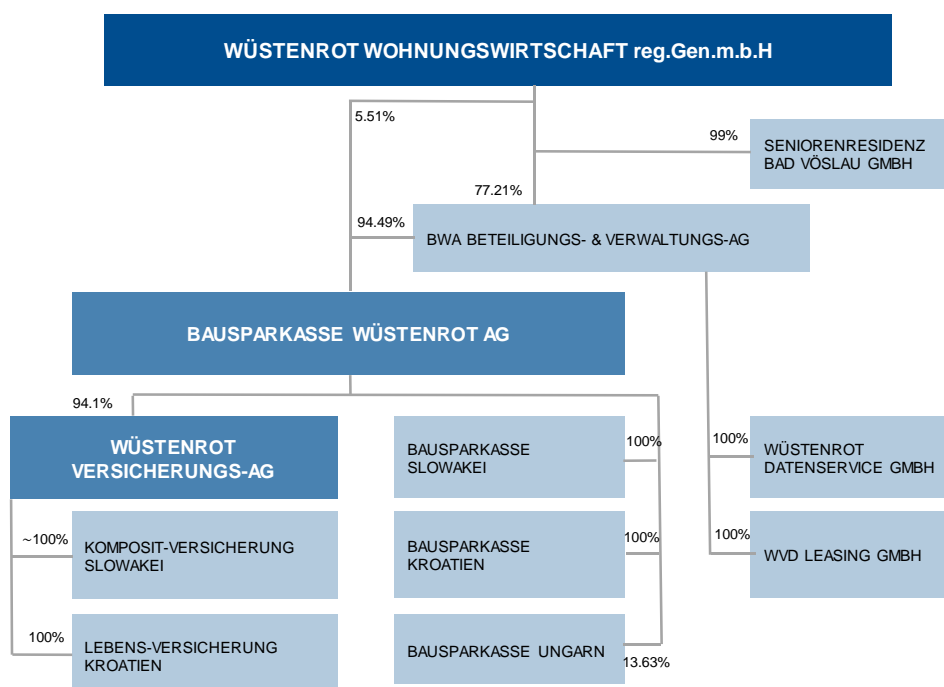 WÜSTENROT WOHNUNGSWIRTSCHAFT reg.Gen.m.b.H
5.51%
99%
SENIORENRESIDENZ
BAD VÖSLAU GMBH
77.21%
94.49%
BWA BETEILIGUNGS- & VERWALTUNGS-AG
BAUSPARKASSE WÜSTENROT AG
94.1%
WÜSTENROT
VERSICHERUNGS-AG
BAUSPARKASSE
SLOWAKEI
100%
100%
WÜSTENROT
DATENSERVICE GMBH
~100%
KOMPOSIT-VERSICHERUNG
SLOWAKEI
BAUSPARKASSE
KROATIEN
100%
100%
WVD LEASING GMBH
100%
LEBENS-VERSICHERUNG
KROATIEN
BAUSPARKASSE UNGARN
13.63%